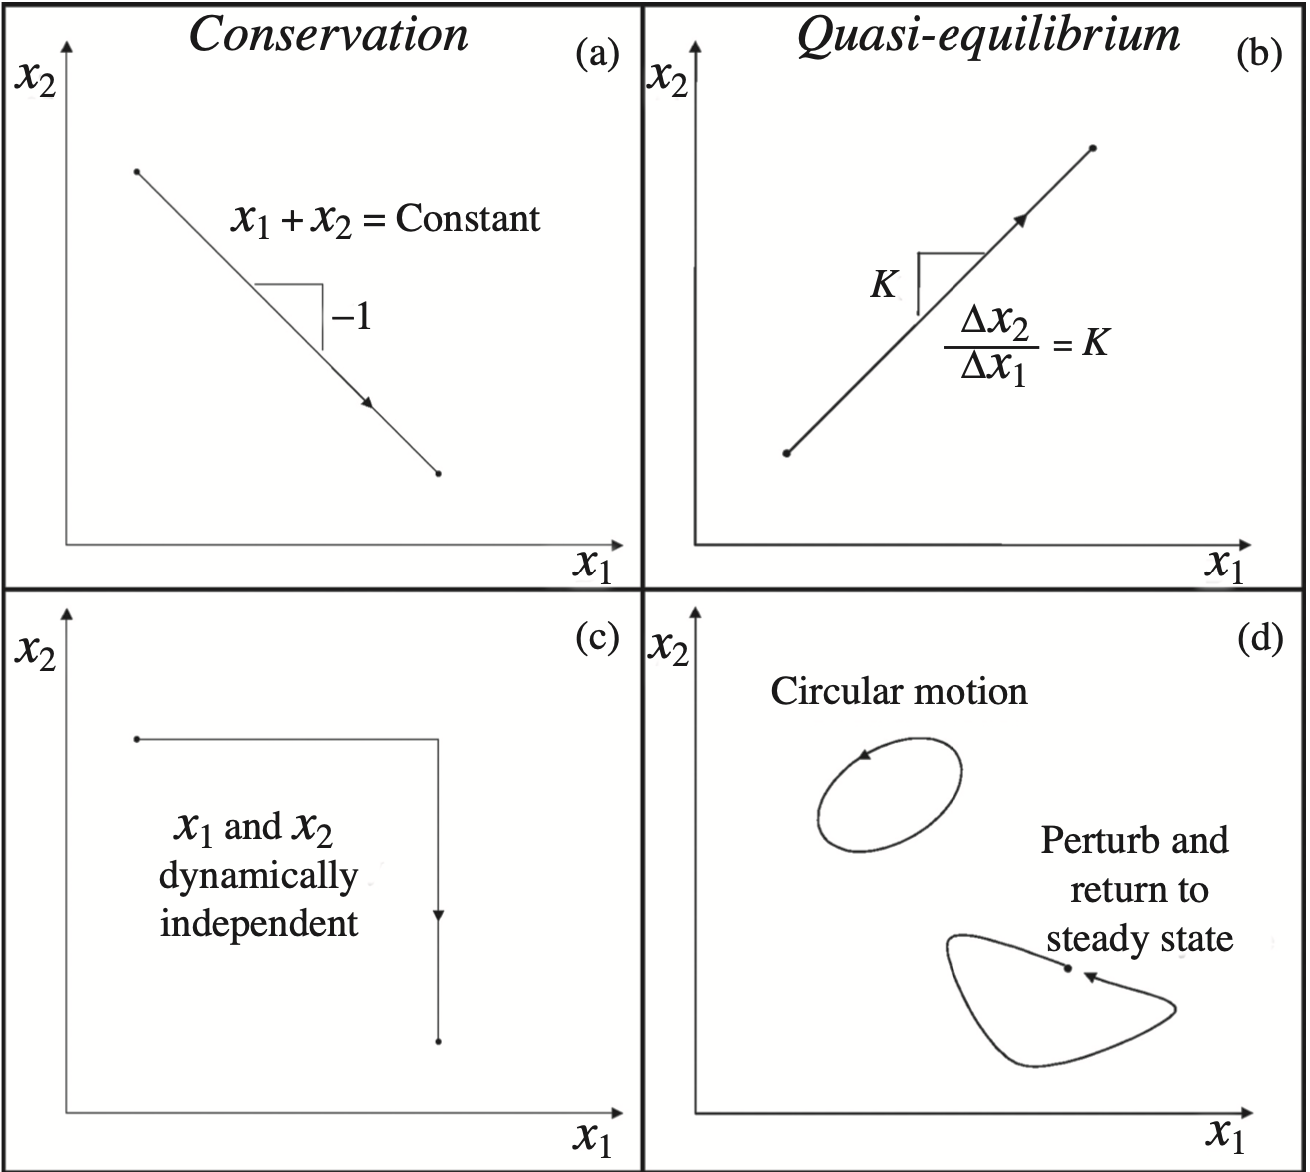 Conservation
(a)
x₂
x₁ + x₂ = Constant
−1
x₁
Quasi-equilibrium
(b)
x₂
K
Δx₂
Δx₁
= K
x₁
(c)
x₂
x₁ and x₂
dynamically
independent
x₁
(d)
x₂
Circular motion
Perturb and
return to
steady state
x₁